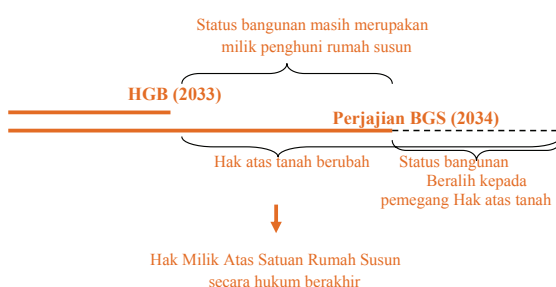 Status bangunan masih merupakan
milik penghuni rumah susun
HGB (2033)
Perjajian BGS (2034)
Hak atas tanah berubah
Status bangunan
Beralih kepada
pemegang Hak atas tanah
Hak Milik Atas Satuan Rumah Susun
secara hukum berakhir